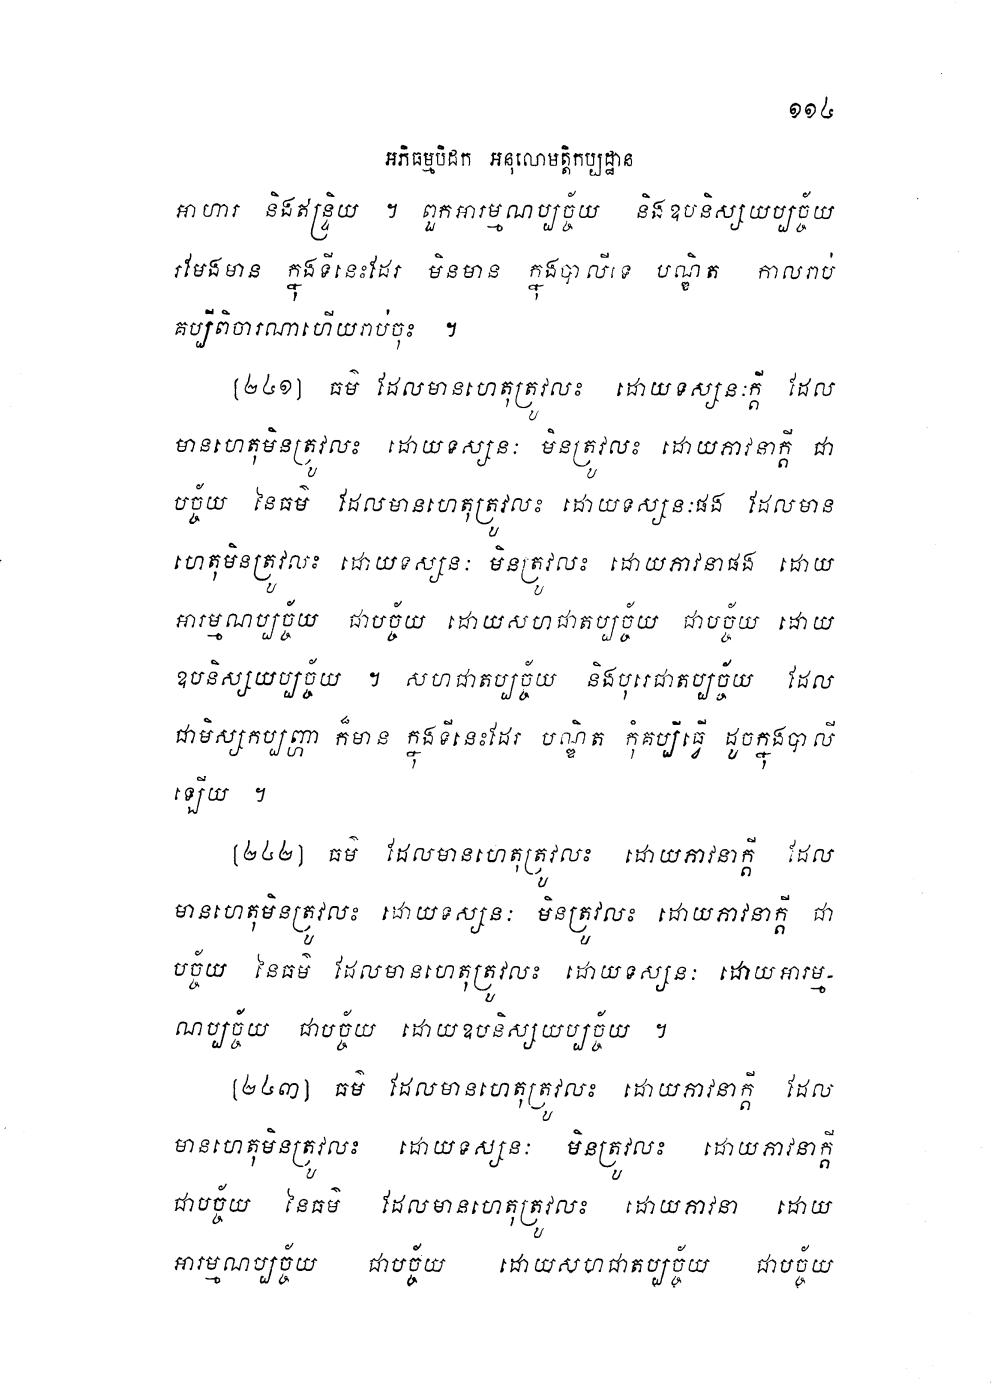 ១១៤
អភិធម្មបិដក អនុលោមត្តិកប្បដ្ឋាន
អាហារ និងឥន្ទ្រិយ ។ ពួកអារម្មណប្បច្ច័យ និងឧបនិស្សយប្បច្ច័យ
រមែងមាន ក្នុងទីនេះដែរ មិនមាន ក្នុងបាលីទេ បណ្ឌិត កាលរាប់
គប្បីពិចារណាហើយរាប់ចុះ ។
(២៤១) ធម៌ ដែលមានហេតុត្រូវលះ ដោយទស្សនៈក្តី ដែល
មានហេតុមិនត្រូវលះ ដោយទស្សនៈ មិនត្រូវលះ ដោយភាវនាក្តី ជា
បច្ច័យ នៃធម៌ ដែលមានហេតុត្រូវលះ ដោយទស្សនៈផង ដែលមាន
ហេតុមិនត្រូវលះ ដោយទស្សនៈ មិនត្រូវលះ ដោយភាវនាផង ដោយ
អារម្មណប្បច្ច័យ ជាបច្ច័យ ដោយសហជាតប្បច្ច័យ ជាបច្ច័យ ដោយ
ឧបនិស្សយប្បច្ច័យ ។ សហជាតប្បច្ច័យ និងបុរេជាតប្បច្ច័យ ដែល
ជាមិស្សកប្បញ្ហា ក៏មាន ក្នុងទីនេះដែរ បណ្ឌិត កុំគប្បីធ្វើ ដូចក្នុងបាលី
ឡើយ ។
(២៤២) ធម៌ ដែលមានហេតុត្រូវលះ ដោយភាវនាក្តី ដែល
មានហេតុមិនត្រូវលះ ដោយទស្សនៈ មិនត្រូវលះ ដោយភាវនាក្តី ជា
បច្ច័យ នៃធម៌ ដែលមានហេតុត្រូវលះ ដោយទស្សនៈ ដោយអារម្ម-
ណប្បច្ច័យ ជាបច្ច័យ ដោយឧបនិស្សយប្បច្ច័យ ។
(២៤៣) ធម៌ ដែលមានហេតុត្រូវលះ ដោយភាវនាក្តី ដែល
មានហេតុមិនត្រូវលះ ដោយទស្សនៈ មិនត្រូវលះ ដោយភាវនាក្តី
ជាបច្ច័យ នៃធម៌ ដែលមានហេតុត្រូវលះ ដោយភាវនា ដោយ
អារម្មណប្បច្ច័យ ជាបច្ច័យ ដោយសហជាតប្បច្ច័យ ជាបច្ច័យ